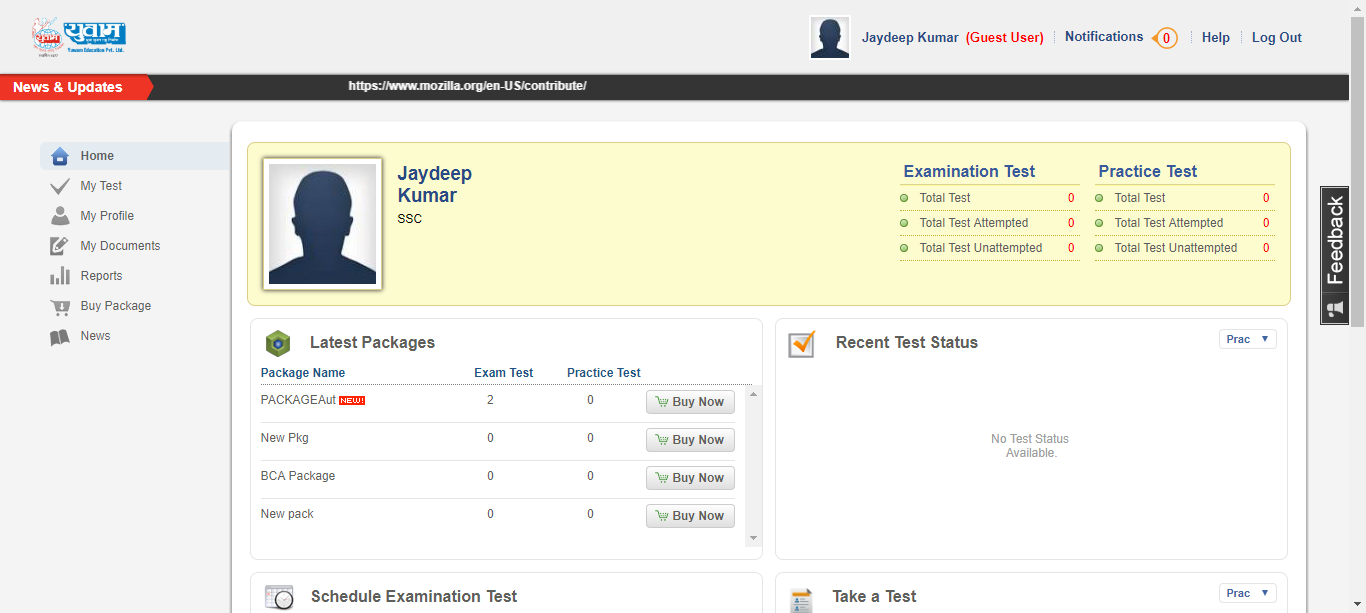 युवाम
Yuwaam Education Pvt. Ltd.
Jaydeep Kumar (Guest User)
Notifications 0
Help
Log Out
News & Updates
https://www.mozilla.org/en-US/contribute/
Home
My Test
My Profile
My Documents
Reports
Buy Package
News
Jaydeep
Kumar
SSC
Examination Test
Total Test 0
Total Test Attempted 0
Total Test Unattempted 0
Practice Test
Total Test 0
Total Test Attempted 0
Total Test Unattempted 0
Feedback
Latest Packages
Package Name Exam Test Practice Test
PACKAGEAut NEW! 2 0 Buy Now
New Pkg 0 0 Buy Now
BCA Package 0 0 Buy Now
New pack 0 0 Buy Now
Recent Test Status
Prac
No Test Status
Available.
Schedule Examination Test
Take a Test
Prac